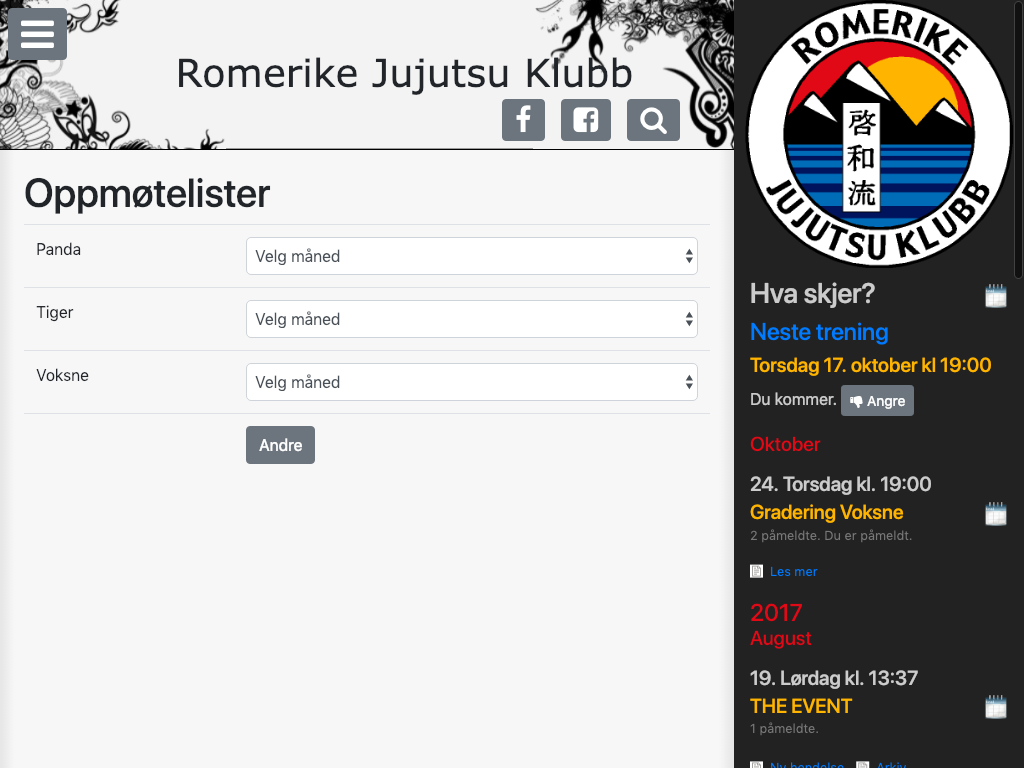 Romerike Jujutsu Klubb
Oppmøtelister
Panda
Velg måned
Tiger
Velg måned
Voksne
Velg måned
Andre
ROMERIKE
啓和流
JUJUTSU KLUBB
Hva skjer?
Neste trening
Torsdag 17. oktober kl 19:00
Du kommer. Angre
Oktober
24. Torsdag kl. 19:00
Gradering Voksne
2 påmeldte. Du er påmeldt.
Les mer
2017
August
19. Lørdag kl. 13:37
THE EVENT
1 påmeldte.
Ny hendelse Arkiv